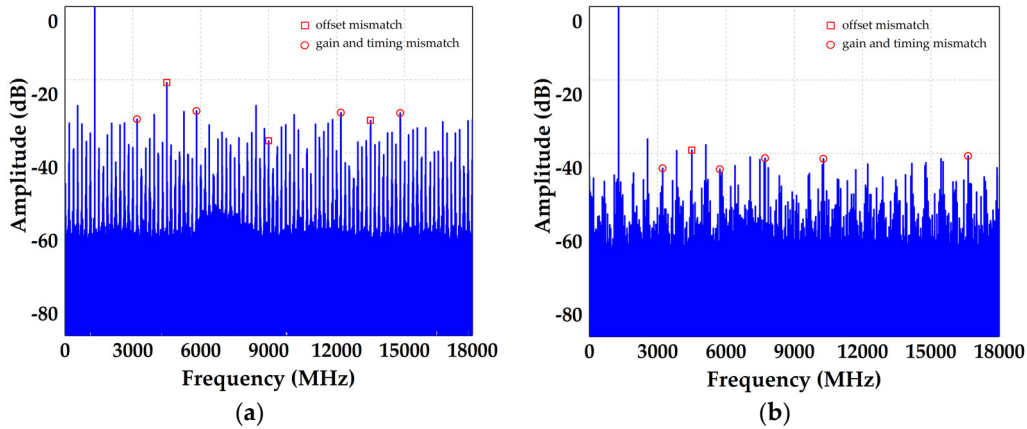 0
-20
-40
-60
-80
Amplitude (dB)
offset mismatch
gain and timing mismatch
0 3000 6000 9000 12000 15000 18000
Frequency (MHz)
(a)
0
-20
-40
-60
-80
Amplitude (dB)
offset mismatch
gain and timing mismatch
0 3000 6000 9000 12000 15000 18000
Frequency (MHz)
(b)